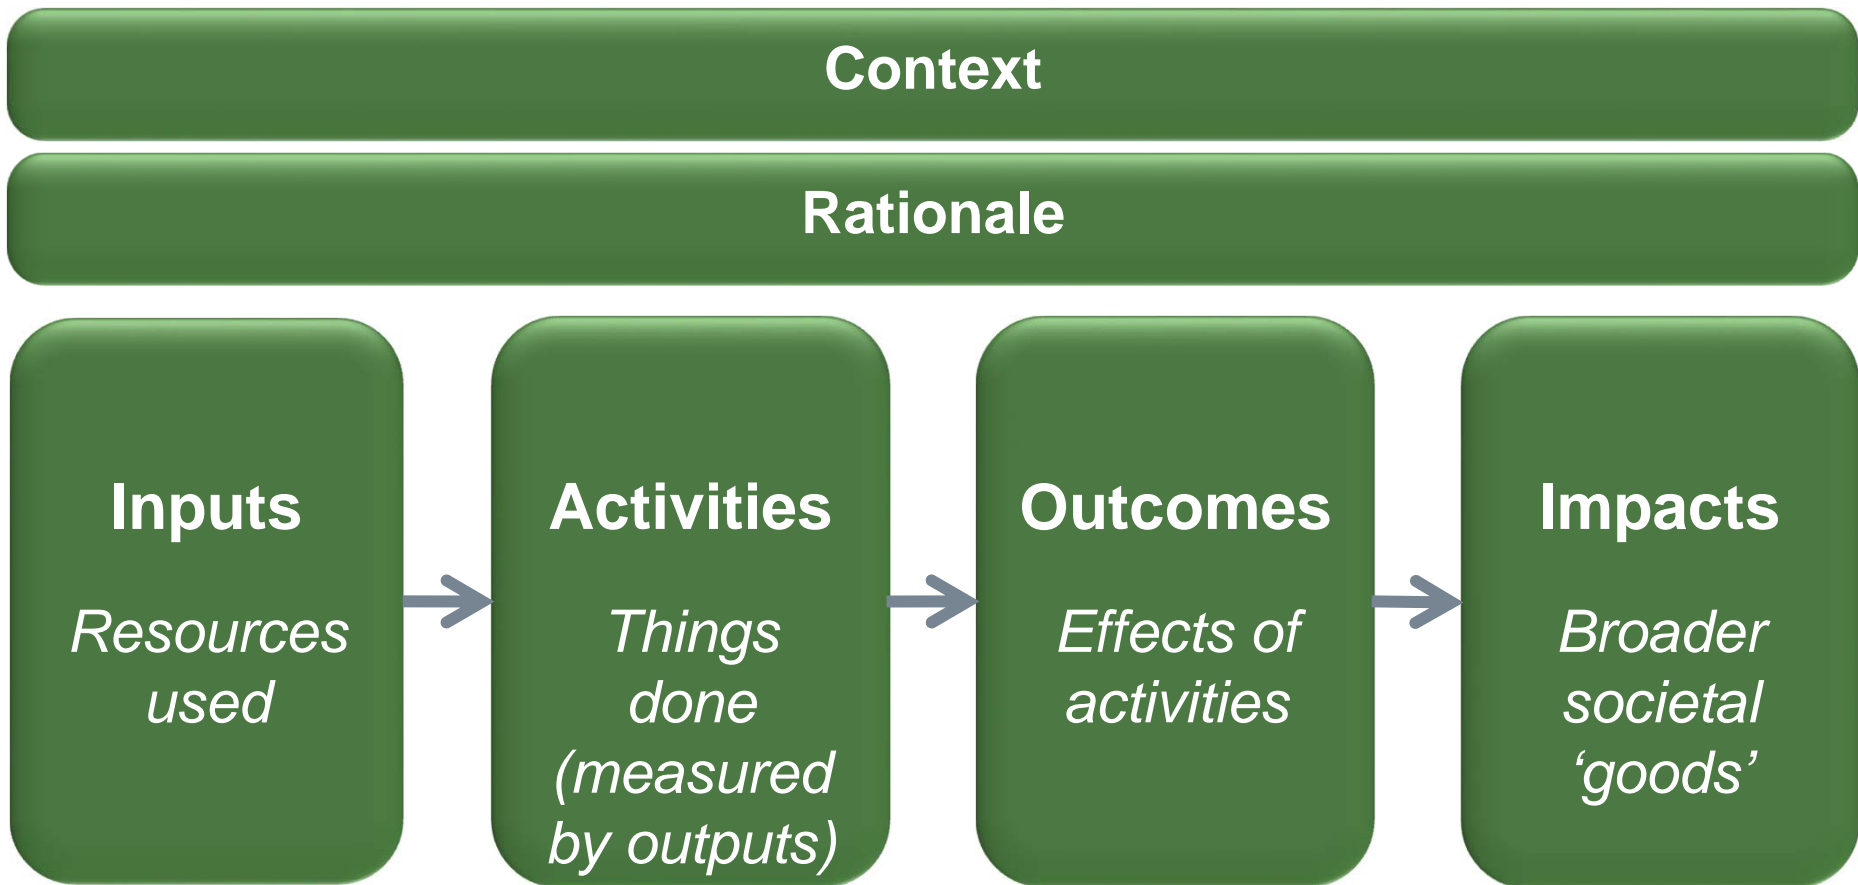 Context
Rationale
Inputs
Resources
used
Activities
Things
done
(measured
by outputs)
Outcomes
Effects of
activities
Impacts
Broader
societal
‘goods’